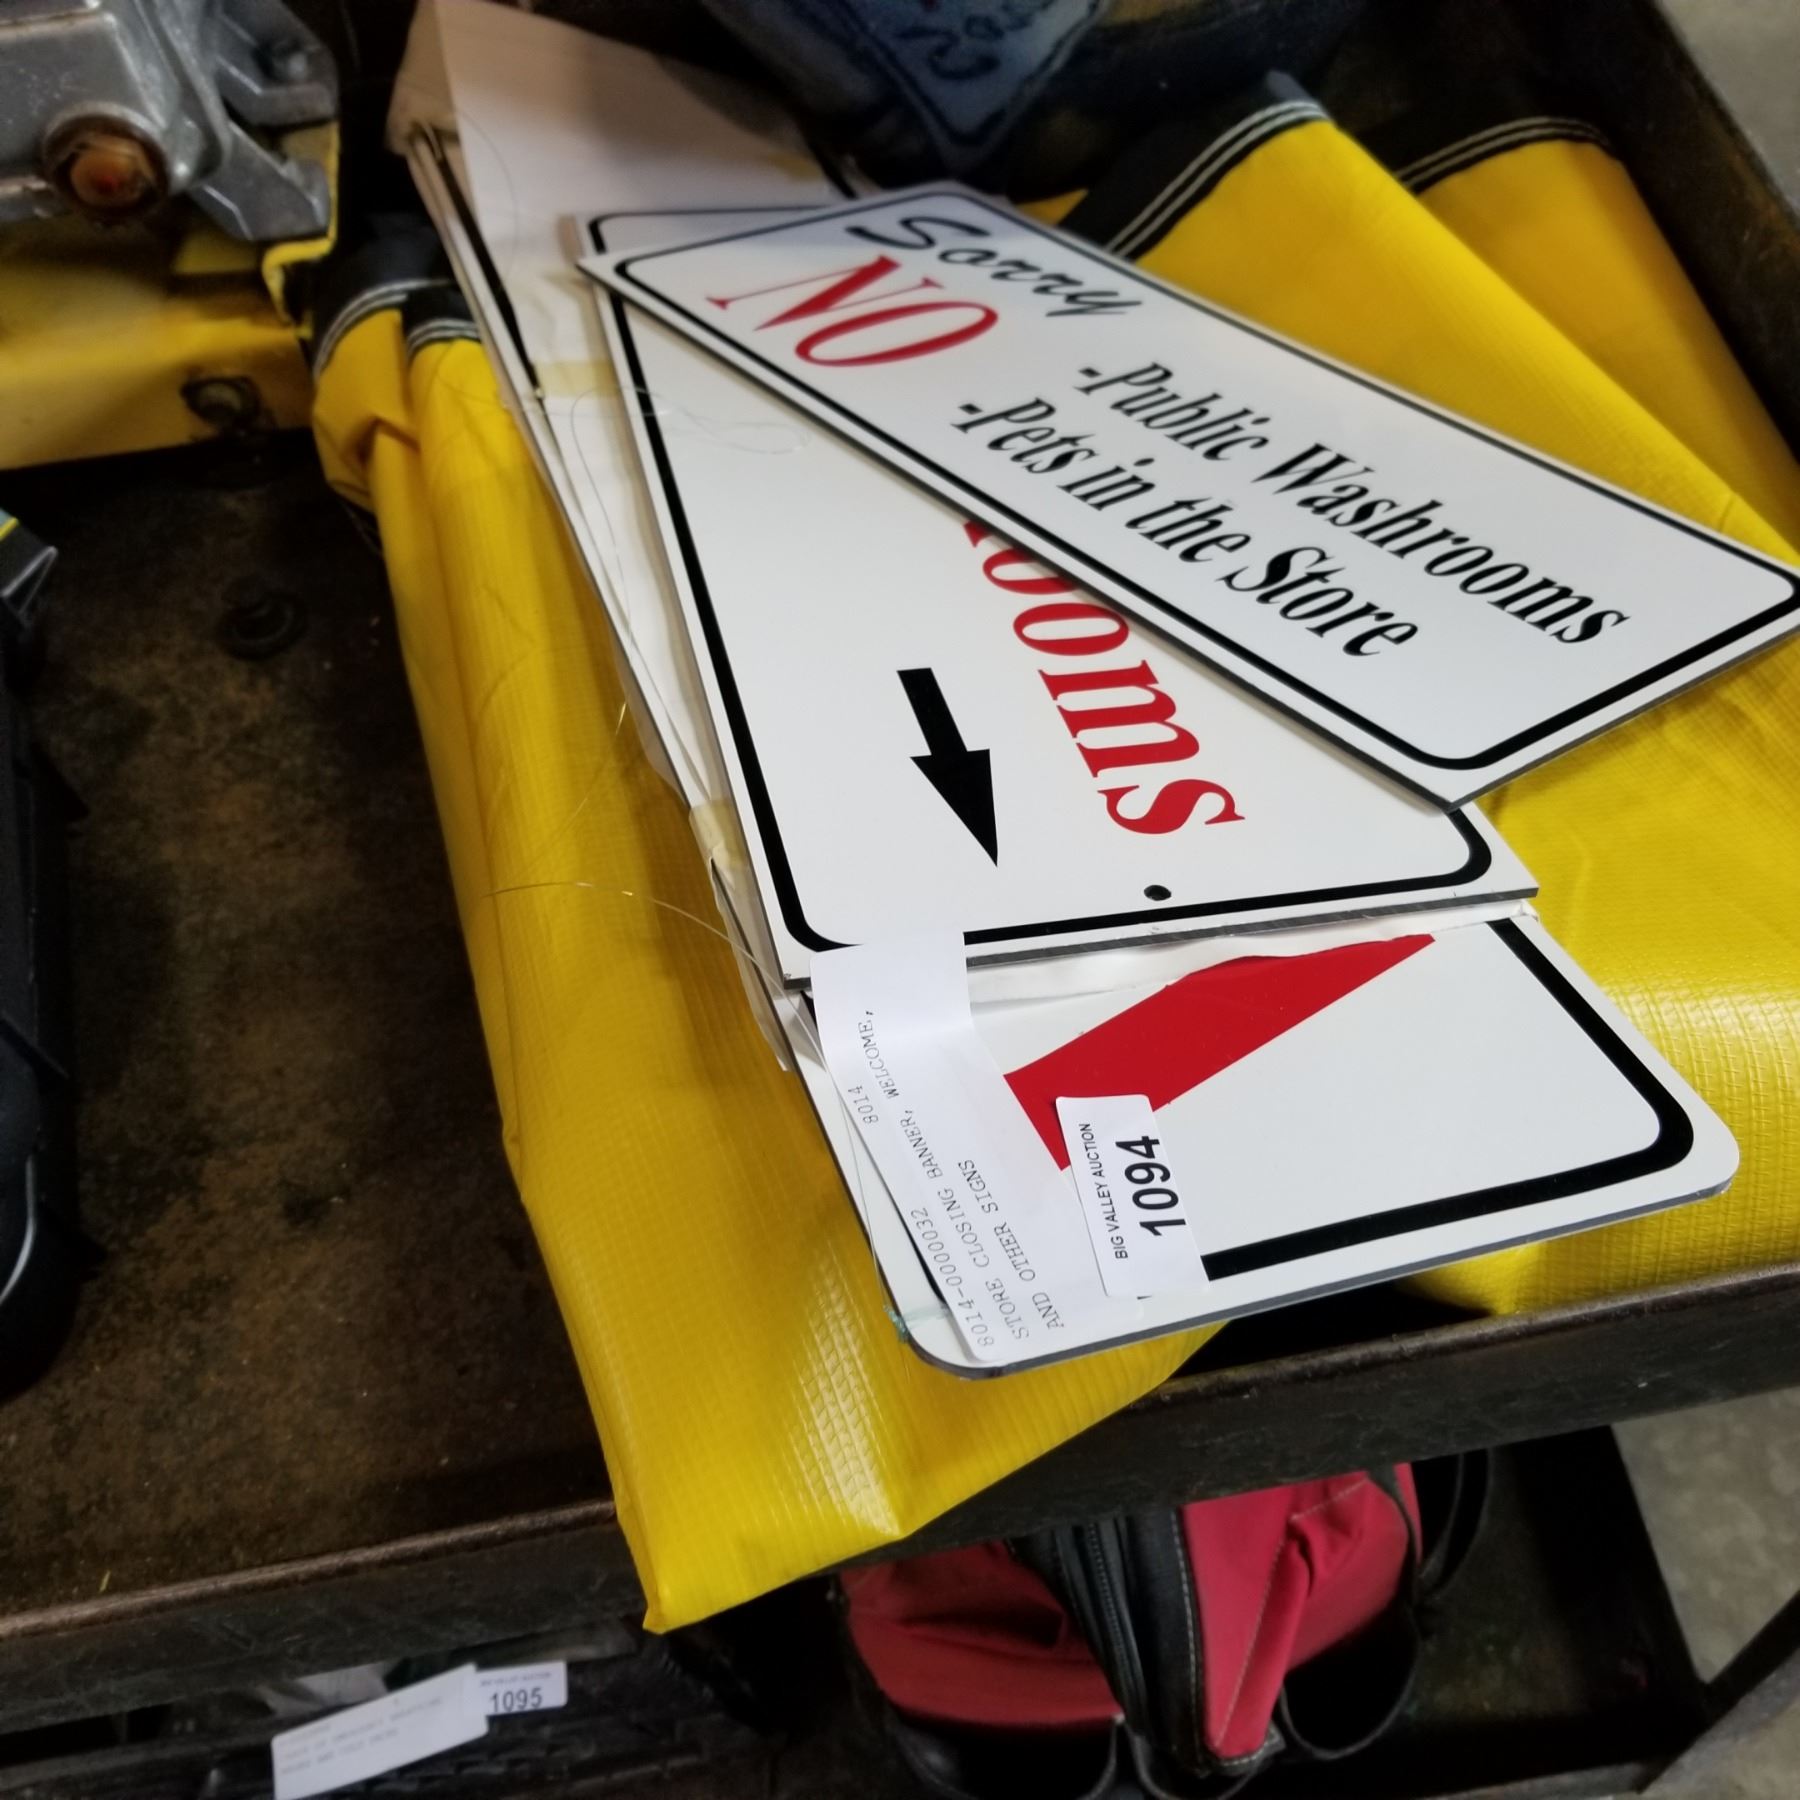 Sorry
NO
-Public Washrooms
-Pets in the Store
ooms
8014
8014-0000032
STORE CLOSING BANNER, WELCOME,
AND OTHER SIGNS
BIG VALLEY AUCTION
1094
1095